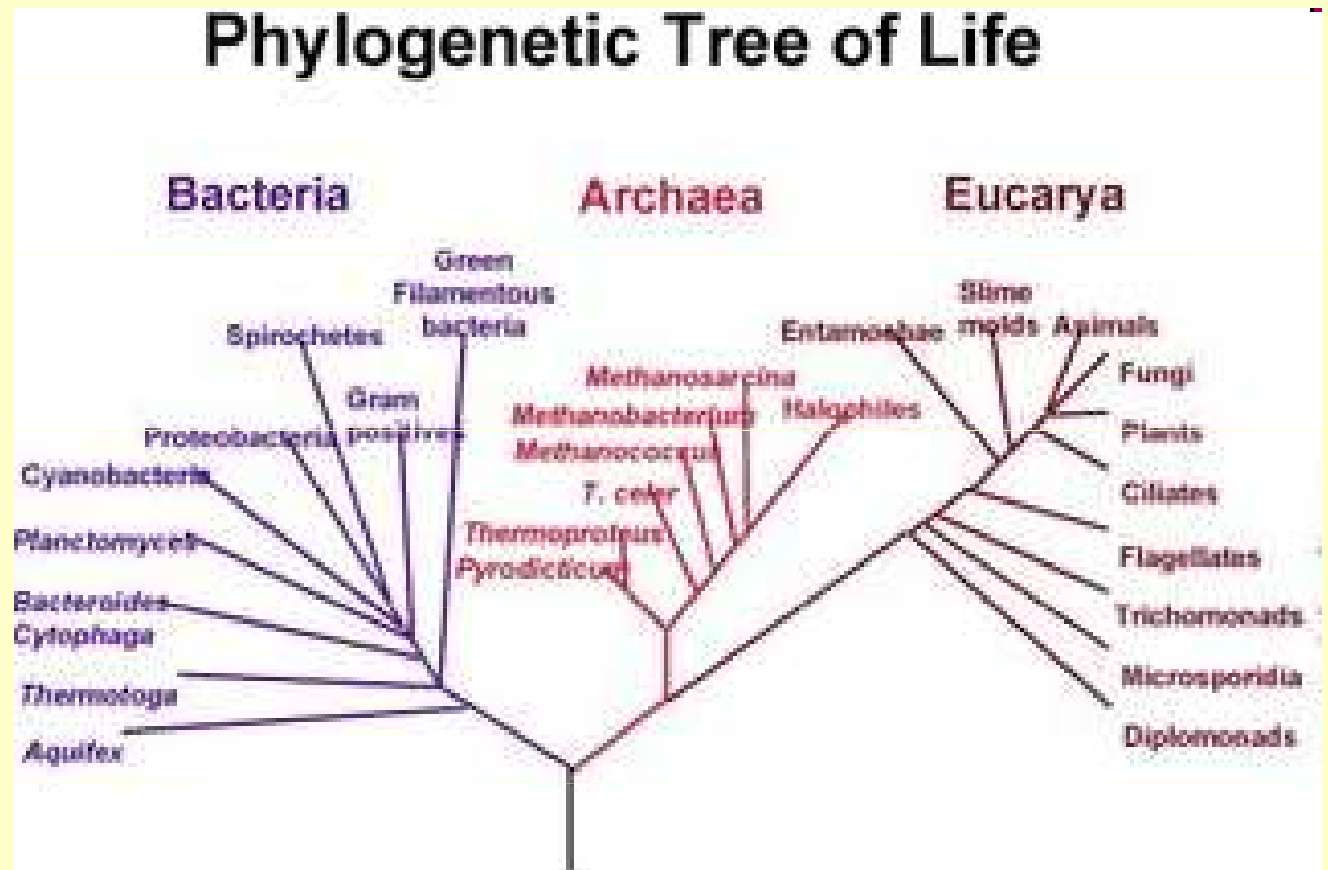 Phylogenetic Tree of Life
Bacteria
Archaea
Eucarya
Green
Filamentous
bacteria
Spirochetes
Gram
positives
Proteobacteria
Cyanobacteria
Planctomyces
Bacteroides
Cytophaga
Thermotoga
Aquifex
Methanosarcina
Methanobacterium
Halophiles
Methanococcus
T. celer
Thermoproteus
Pyrodicticum
Entamoebae
Slime
molds
Animals
Fungi
Plants
Ciliates
Flagellates
Trichomonads
Microsporidia
Diplomonads